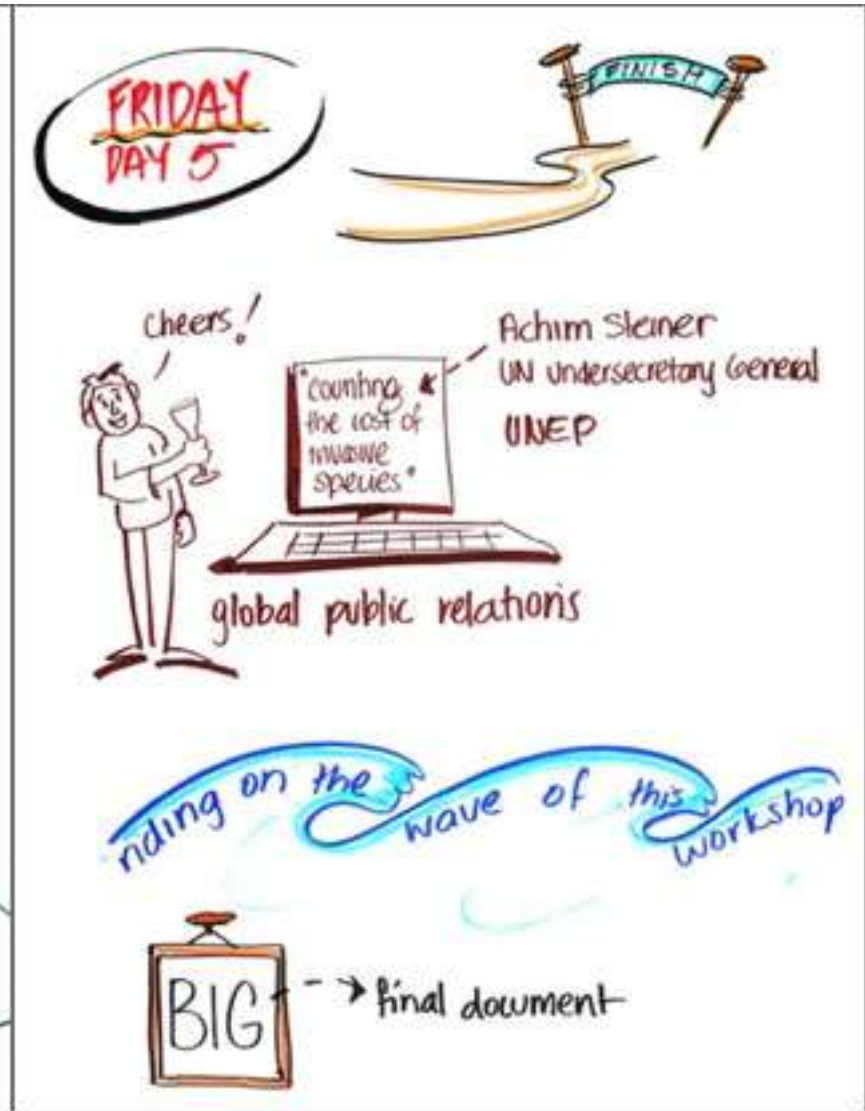 FRIDAY
DAY 5
FINISH
Cheers!
"counting
the cost of
invasive
species"
Achim Steiner
UN Undersecretary General
UNEP
global public relations
riding on the wave of this workshop
BIG
final document